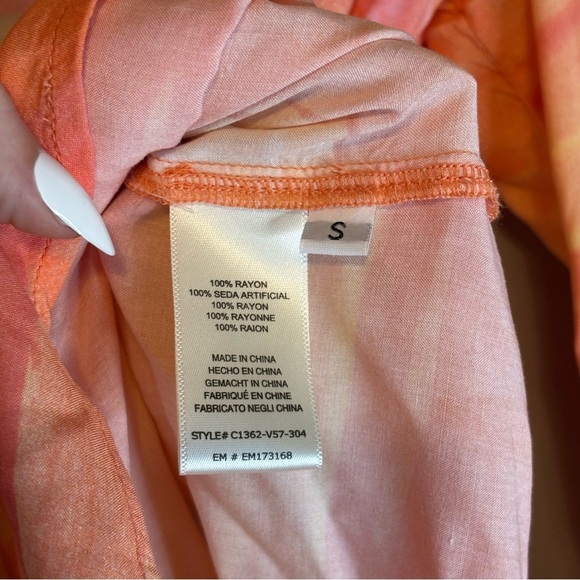 S
100% RAYON
100% SEDA ARTIFICIAL
100% RAYON
100% RAYONNE
100% RAION
MADE IN CHINA
HECHO EN CHINA
GEMACHT IN CHINA
FABRIQUÉ EN CHINE
FABRICATO NEGLI CHINA
STYLE# C1362-V57-304
EM # EM173168